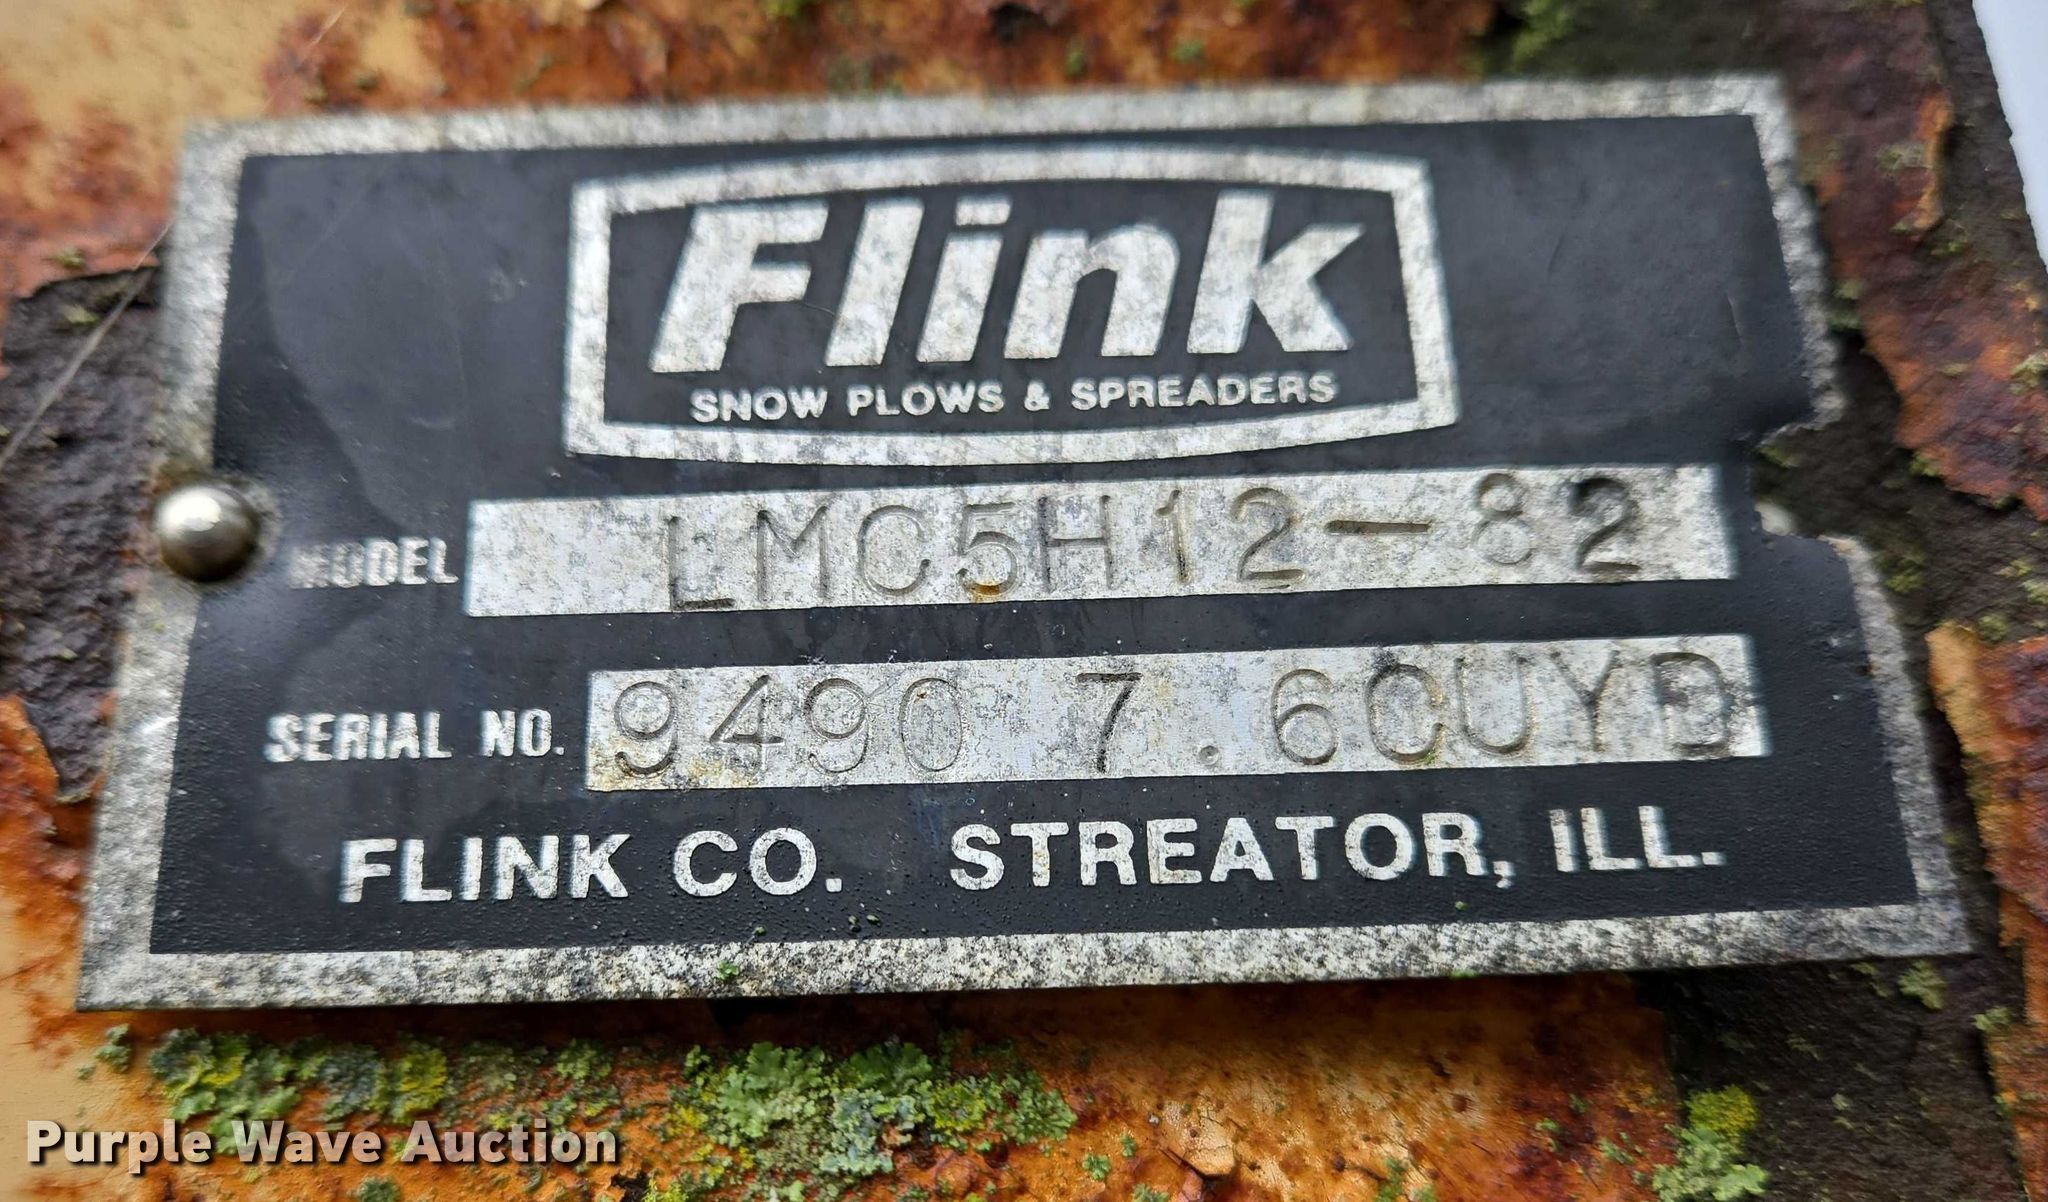 Flink
SNOW PLOWS & SPREADERS
MODEL LMC5H12-82
SERIAL NO. 9490 7.6CUYD
FLINK CO. STREATOR, ILL.
Purple Wave Auction